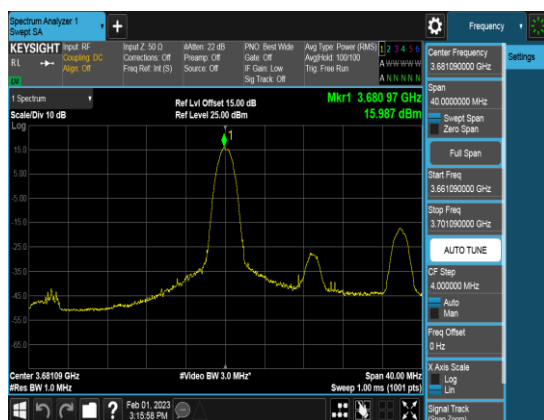 Spectrum Analyzer 1
Swept SA
+
Frequency
KEYSIGHT
Input: RF
Coupling: DC
Align: Off
Input Z: 50 Ω
Corrections: Off
Freq Ref: Int (S)
#Atten: 22 dB
Preamp: Off
Source: Off
PNO: Best Wide
Gate: Off
IF Gain: Low
Sig Track: Off
Avg Type: Power (RMS)
Avg|Hold: 100/100
Trig: Free Run
1 2 3 4 5 6
A W W W W W
A N N N N N
RL
Center Frequency
3.681090000 GHz
Settings
Span
40.0000000 MHz
Swept Span
Zero Span
Full Span
Start Freq
3.661090000 GHz
Stop Freq
3.701090000 GHz
AUTO TUNE
CF Step
4.000000 MHz
Auto
Man
Freq Offset
0 Hz
X Axis Scale
Log
Lin
Signal Track
(Span Zoom)
1 Spectrum
Scale/Div 10 dB
Ref Lvl Offset 15.00 dB
Ref Level 25.00 dBm
Mkr1 3.680 97 GHz
15.987 dBm
Log
1
15.0
5.00
-5.00
-15.0
-25.0
-35.0
-45.0
-55.0
-65.0
Center 3.68109 GHz
#Res BW 1.0 MHz
#Video BW 3.0 MHz*
Span 40.00 MHz
Sweep 1.00 ms (1001 pts)
?
Feb 01, 2023
3:15:58 PM